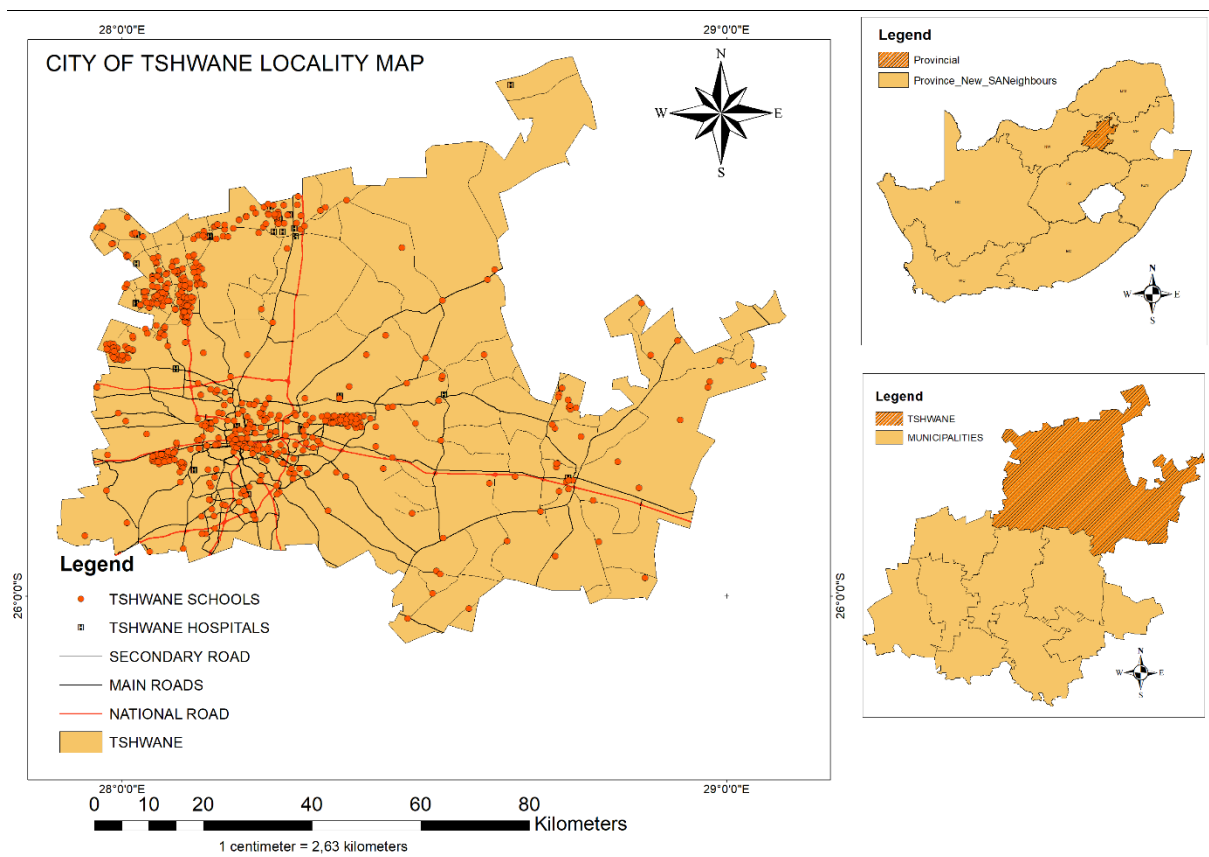 28°0'0"E
29°0'0"E
CITY OF TSHWANE LOCALITY MAP
N
W
E
S
26°0'0"S
26°0'0"S
Legend
TSHWANE SCHOOLS
TSHWANE HOSPITALS
SECONDARY ROAD
MAIN ROADS
NATIONAL ROAD
TSHWANE
28°0'0"E
29°0'0"E
0 10 20 40 60 80
Kilometers
1 centimeter = 2,63 kilometers
Legend
Provincial
Province_New_SANeighbours
N
W
E
S
Legend
TSHWANE
MUNICIPALITIES
N
W
E
S